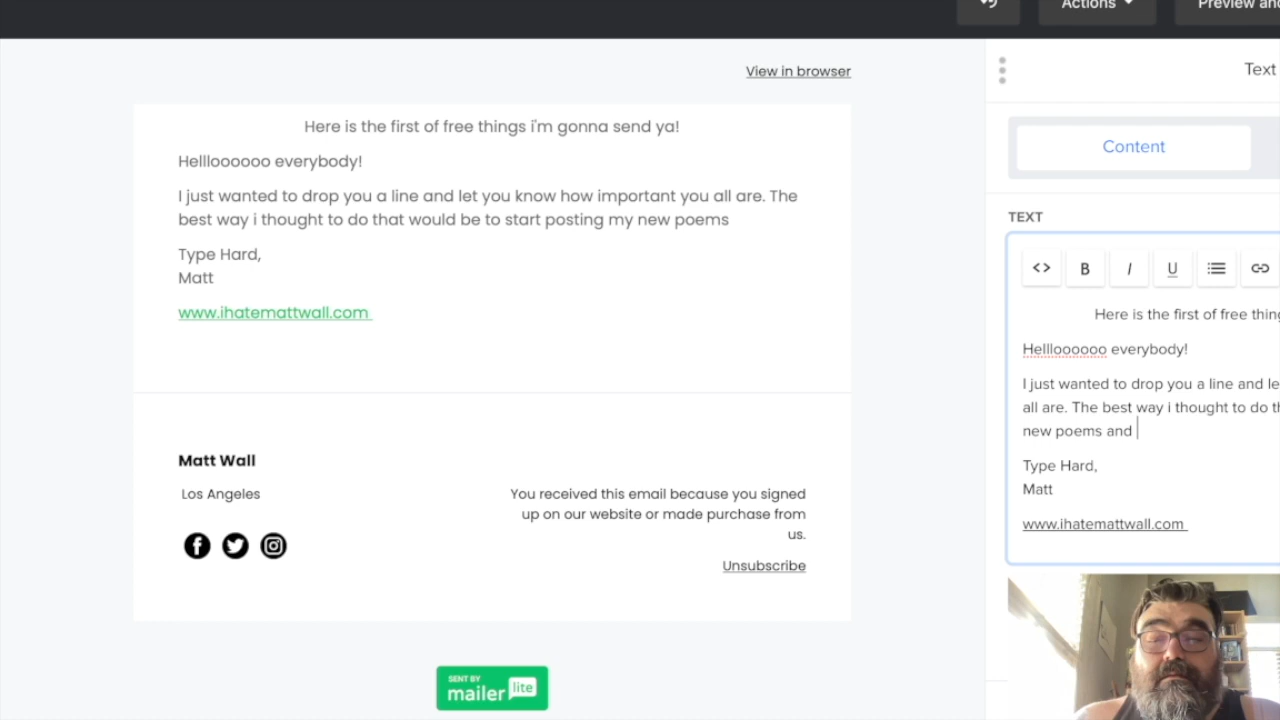 Actions
Preview and
View in browser
Text
Here is the first of free things i'm gonna send ya!
Hellloooooo everybody!
I just wanted to drop you a line and let you know how important you all are. The
best way i thought to do that would be to start posting my new poems
Type Hard,
Matt
www.ihatemattwall.com
Matt Wall
Los Angeles
You received this email because you signed
up on our website or made purchase from
us.
Unsubscribe
SENT BY
mailer lite
Content
TEXT
<> B I U
Here is the first of free thing
Hellloooooo everybody!
I just wanted to drop you a line and le
all are. The best way i thought to do th
new poems and
Type Hard,
Matt
www.ihatemattwall.com